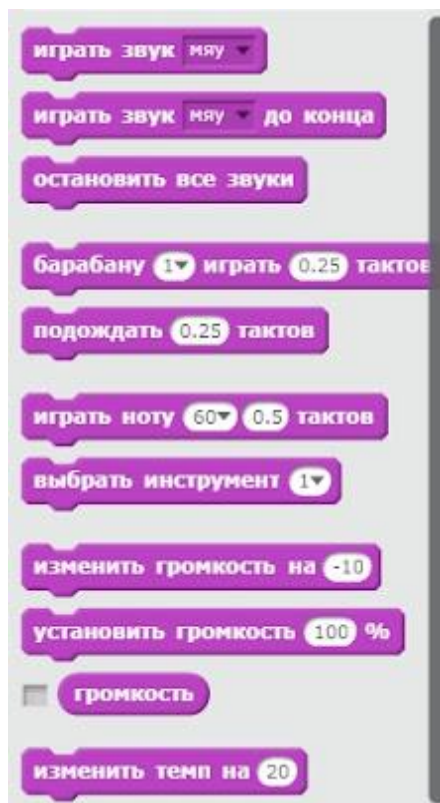 играть звук мяу
играть звук мяу до конца
остановить все звуки
барабану 1 играть 0.25 тактов
подождать 0.25 тактов
играть ноту 60 0.5 тактов
выбрать инструмент 1
изменить громкость на -10
установить громкость 100 %
громкость
изменить темп на 20